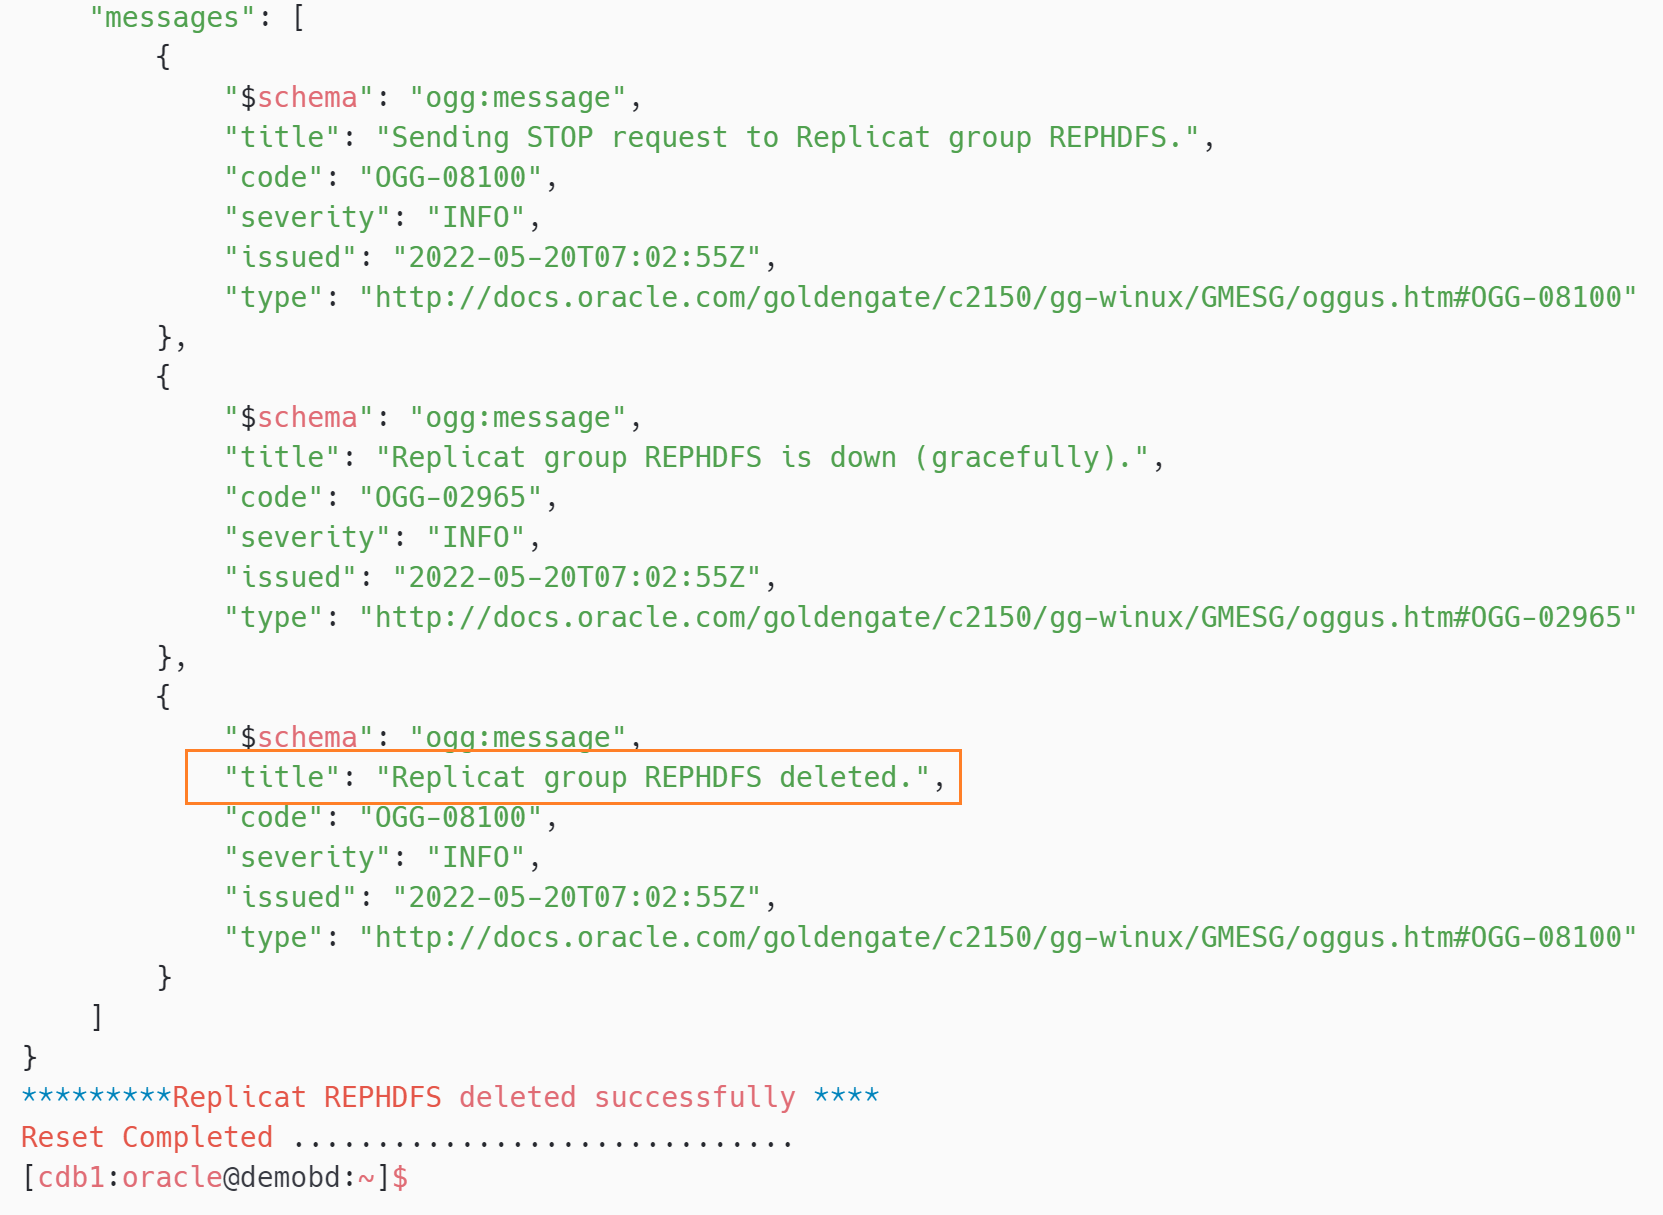 "messages": [
{
"$schema": "ogg:message",
"title": "Sending STOP request to Replicat group REPHDFS.",
"code": "OGG-08100",
"severity": "INFO",
"issued": "2022-05-20T07:02:55Z",
"type": "http://docs.oracle.com/goldengate/c2150/gg-winux/GMESG/oggus.htm#OGG-08100"
},
{
"$schema": "ogg:message",
"title": "Replicat group REPHDFS is down (gracefully).",
"code": "OGG-02965",
"severity": "INFO",
"issued": "2022-05-20T07:02:55Z",
"type": "http://docs.oracle.com/goldengate/c2150/gg-winux/GMESG/oggus.htm#OGG-02965"
},
{
"$schema": "ogg:message",
"title": "Replicat group REPHDFS deleted.",
"code": "OGG-08100",
"severity": "INFO",
"issued": "2022-05-20T07:02:55Z",
"type": "http://docs.oracle.com/goldengate/c2150/gg-winux/GMESG/oggus.htm#OGG-08100"
}
]
}
*********Replicat REPHDFS deleted successfully ****
Reset Completed ..............................
[cdb1:oracle@demobd:~]$